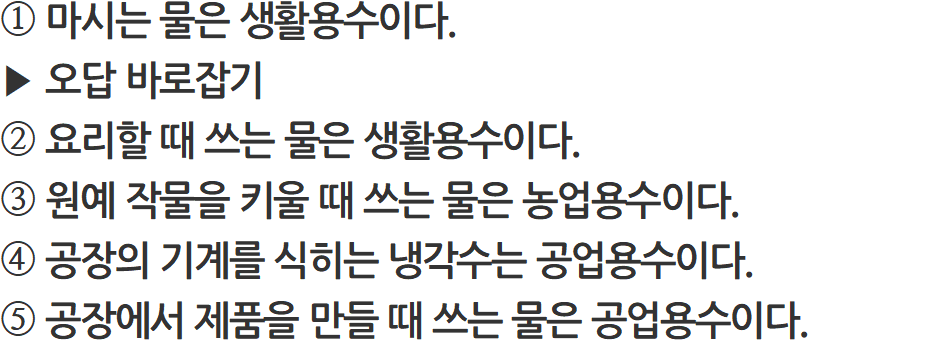 ① 마시는 물은 생활용수이다.
▶ 오답 바로잡기
② 요리할 때 쓰는 물은 생활용수이다.
③ 원예 작물을 키울 때 쓰는 물은 농업용수이다.
④ 공장의 기계를 식히는 냉각수는 공업용수이다.
⑤ 공장에서 제품을 만들 때 쓰는 물은 공업용수이다.